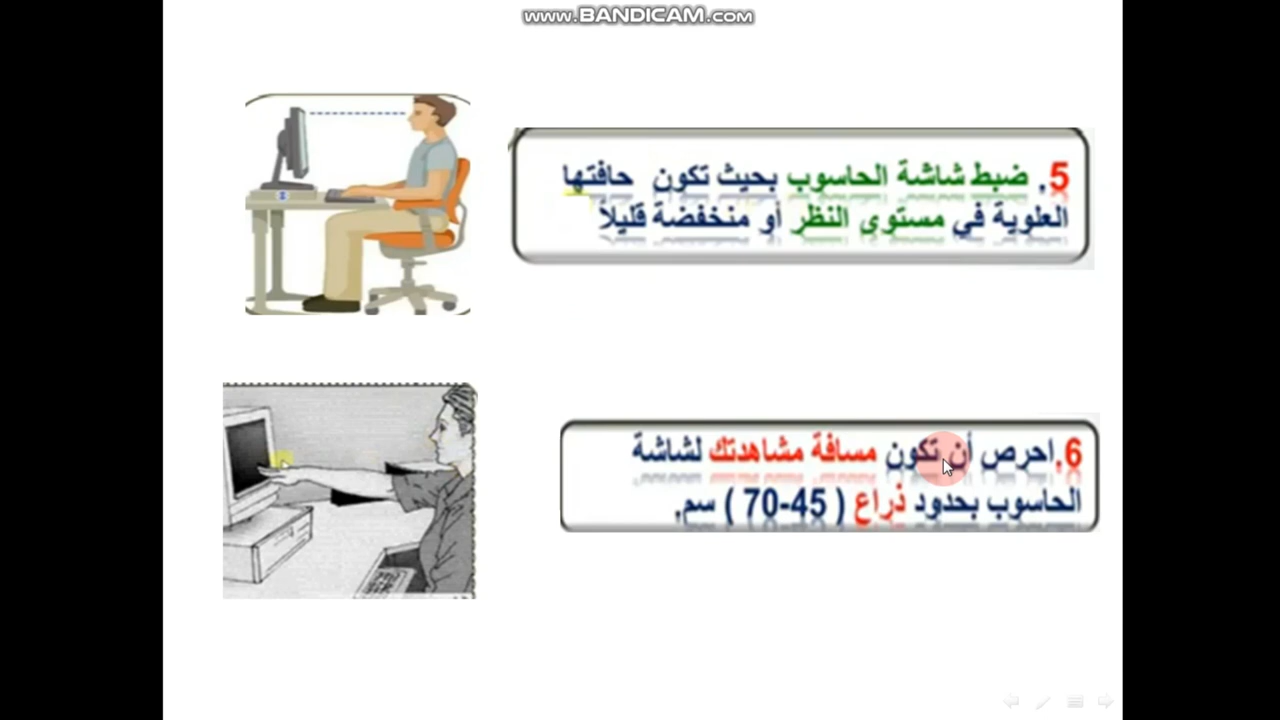 WWW.BANDICAM.COM
5. ضبط شاشة الحاسوب بحيث تكون حافتها
العلوية في مستوى النظر أو منخفضة قليلاً
6.احرص أن تكون مسافة مشاهدتك لشاشة
الحاسوب بحدود ذراع ( 45-70 ) سم.